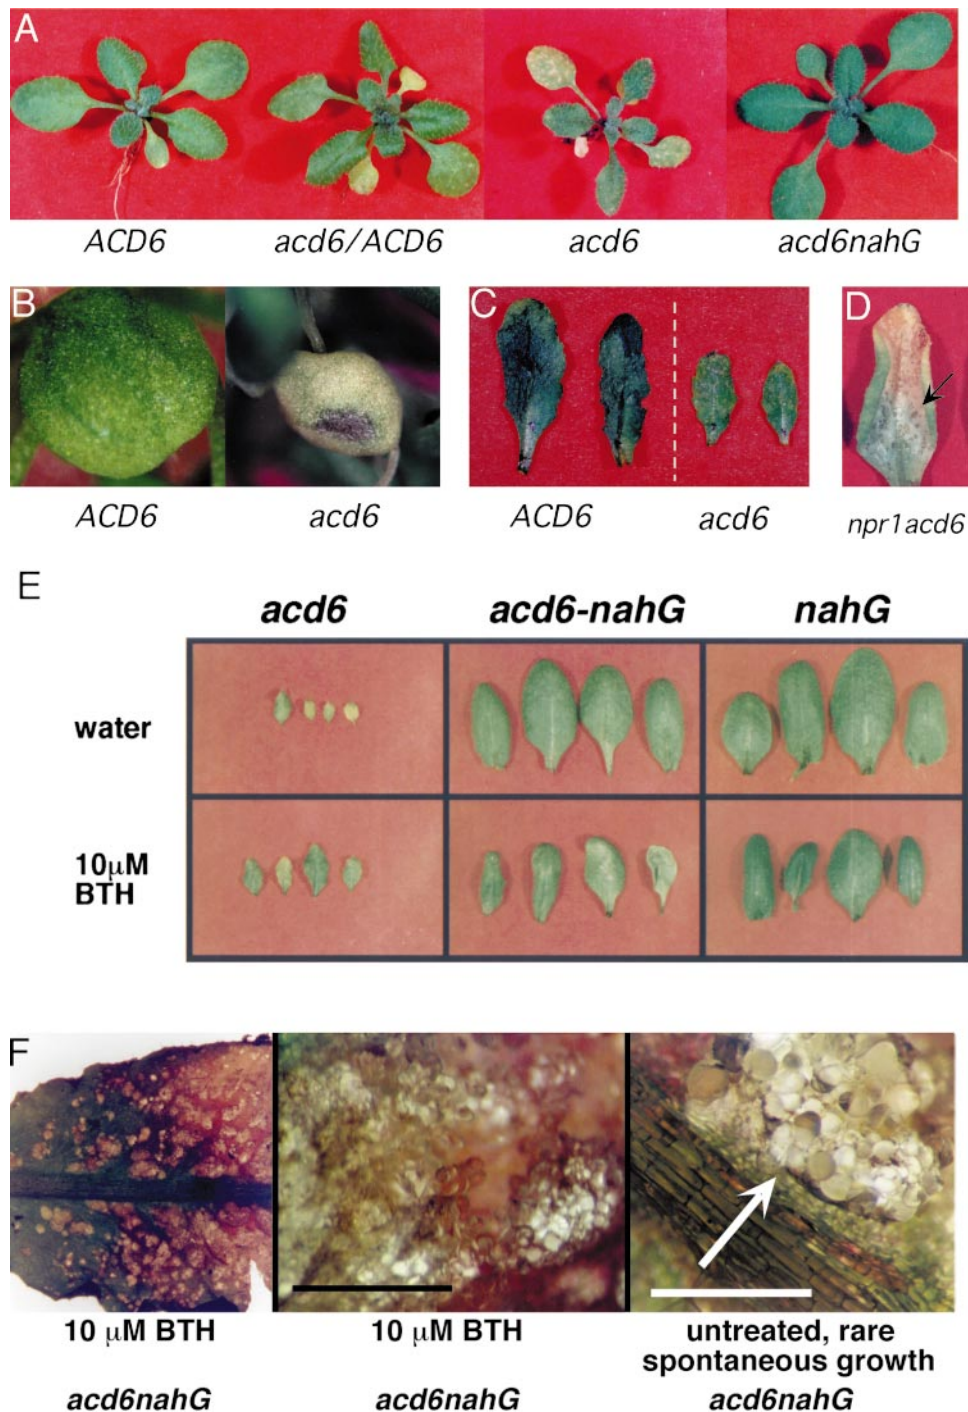 A
ACD6 acd6/ACD6 acd6 acd6nahG
B C D
ACD6 acd6 ACD6 acd6 npr1acd6
E
acd6 acd6-nahG nahG
water
10μM
BTH
F
10 μM BTH 10 μM BTH untreated, rare
spontaneous growth
acd6nahG acd6nahG acd6nahG